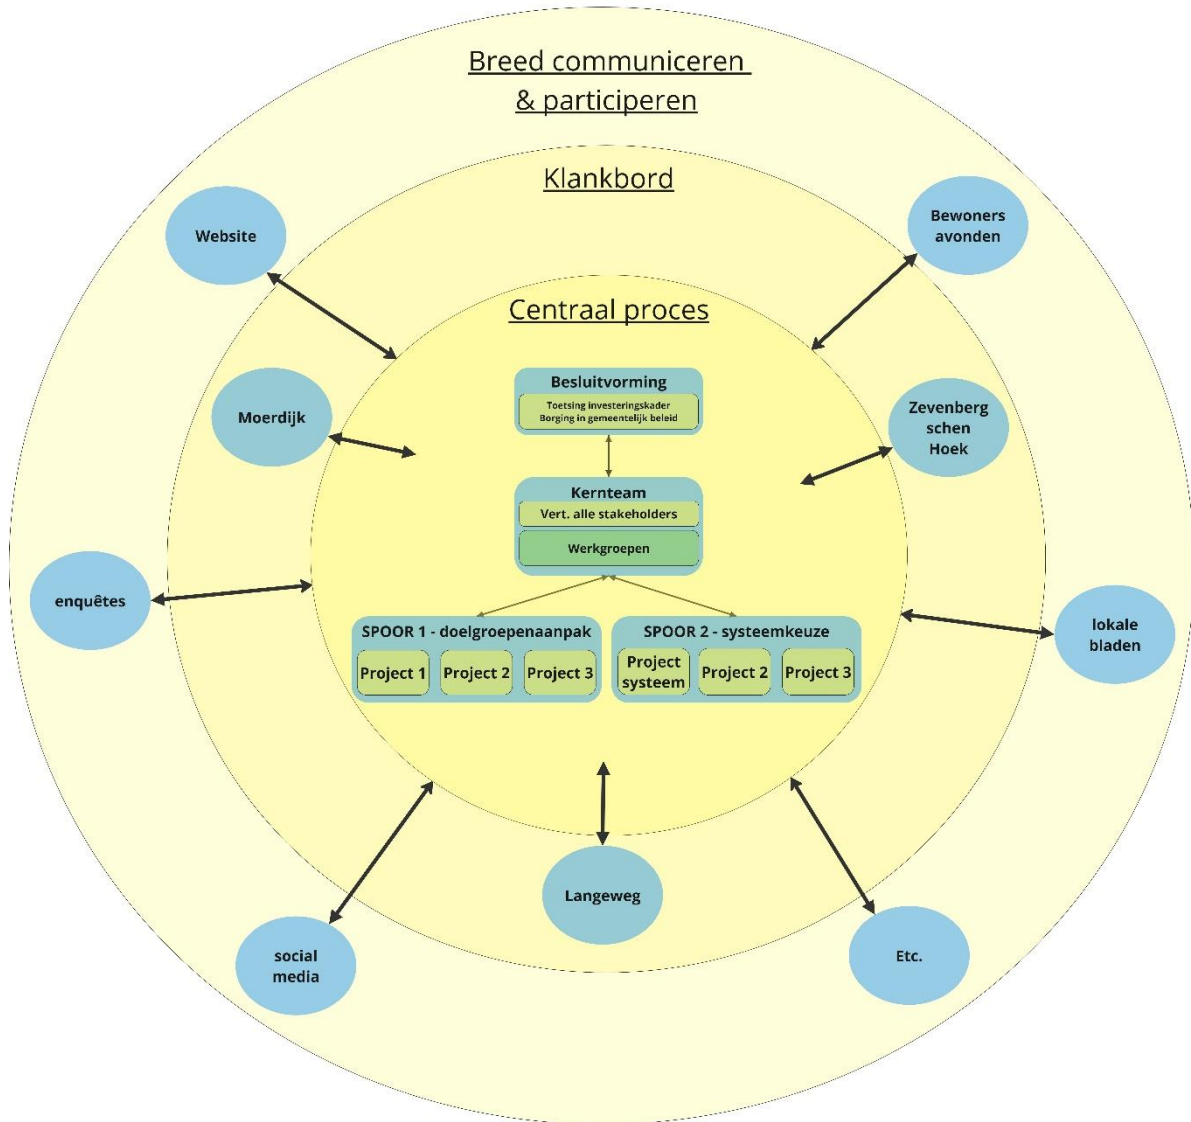 Breed communiceren
& participeren
Klankbord
Website
Bewoners
avonden
Centraal proces
Besluitvorming
Toetsing investeringskader
Borging in gemeentelijk beleid
Moerdijk
Zevenberg
schen
Hoek
Kernteam
Vert. alle stakeholders
Werkgroepen
enquêtes
lokale
bladen
SPOOR 1 - doelgroepenaanpak
Project 1
Project 2
Project 3
SPOOR 2 - systeemkeuze
Project
systeem
Project 2
Project 3
Langeweg
social
media
Etc.